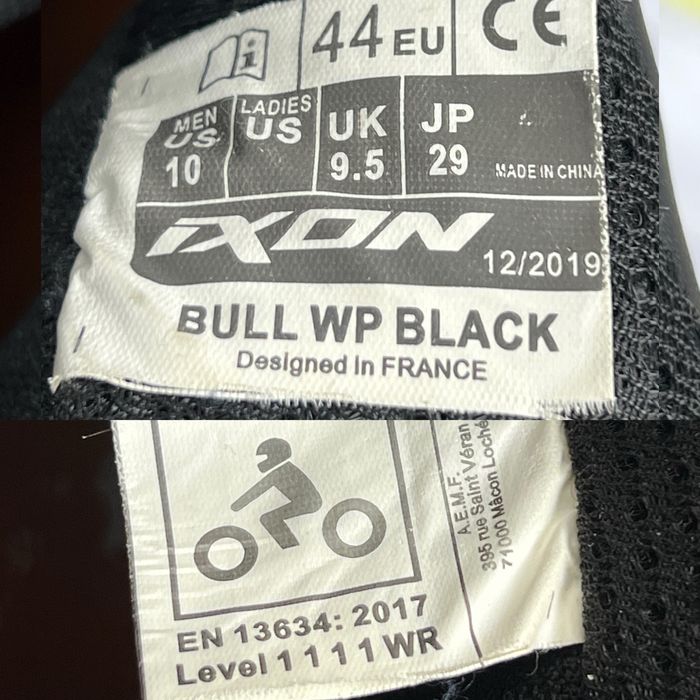 i
44 EU
CE
MEN US 10
LADIES US
UK 9.5
JP 29
MADE IN CHINA
iXON
12/2019
BULL WP BLACK
Designed in FRANCE
EN 13634: 2017
Level 1 1 1 1 WR
A.E.M.F.
395 rue Saint Véran
71000 Mâcon Loché